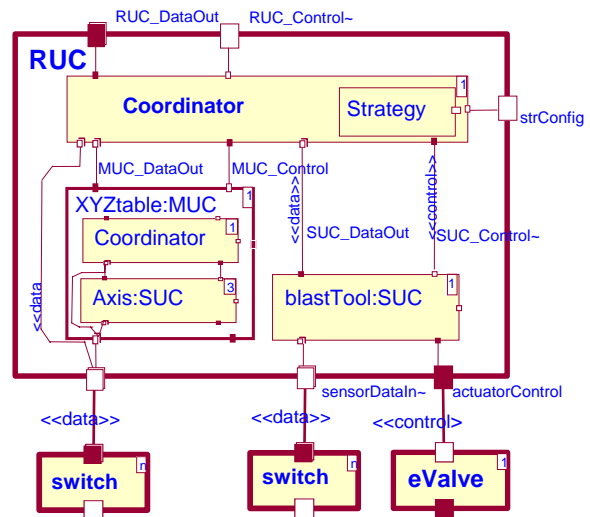 RUC_DataOut
RUC_Control~
RUC
1
Coordinator
Strategy
strConfig
MUC_DataOut
MUC_Control
<<data>>
<<control>>
XYZtable:MUC
1
Coordinator
1
SUC_DataOut
SUC_Control~
Axis:SUC
3
blastTool:SUC
1
<<data
sensorDataIn~
actuatorControl
<<data>>
<<data>>
<<control>
switch
n
switch
n
eValve
1